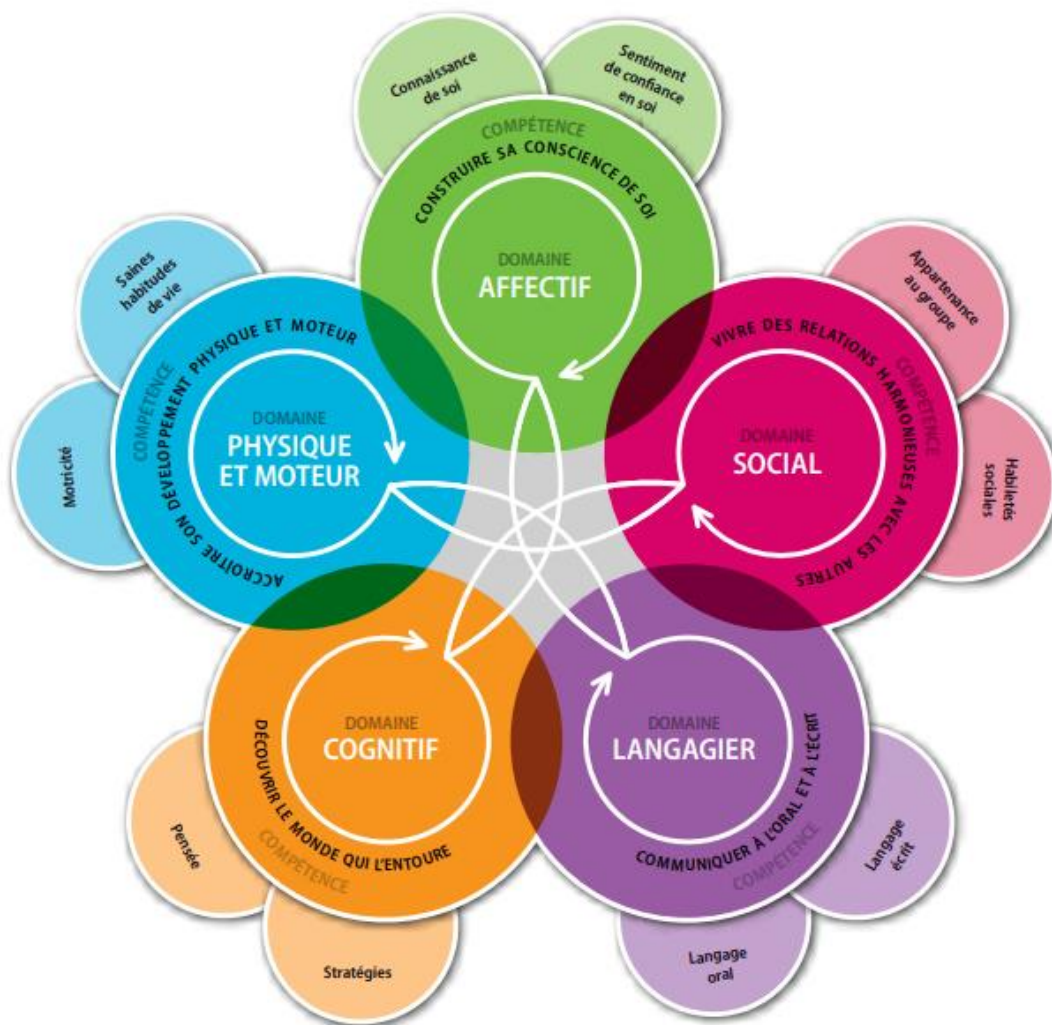 Connaissance
de soi
Sentiment
de confiance
en soi
COMPÉTENCE
CONSTRUIRE SA CONSCIENCE DE SOI
DOMAINE
AFFECTIF
Saines
habitudes
de vie
Motricité
COMPÉTENCE
ACCROÎTRE SON DÉVELOPPEMENT PHYSIQUE ET MOTEUR
DOMAINE
PHYSIQUE
ET MOTEUR
Appartenance
au groupe
Habiletés
sociales
COMPÉTENCE
VIVRE DES RELATIONS HARMONIEUSES AVEC LES AUTRES
DOMAINE
SOCIAL
DOMAINE
COGNITIF
DÉCOUVRIR LE MONDE QUI L'ENTOURE
COMPÉTENCE
Pensée
Stratégies
DOMAINE
LANGAGIER
COMMUNIQUER À L'ORAL ET À L'ÉCRIT
COMPÉTENCE
Langage
écrit
Langage
oral